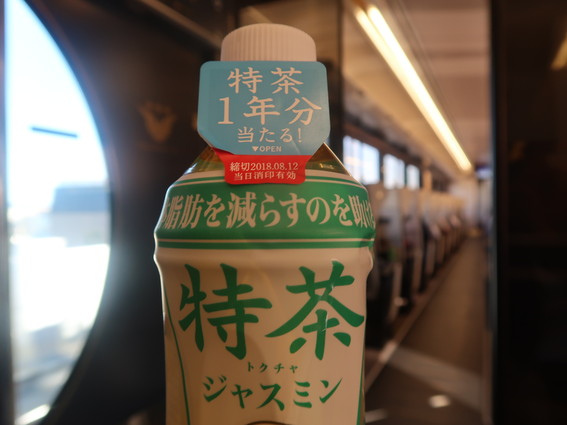 特茶
1年分
当たる!
▼OPEN
締切2018.08.12
当日消印有効
脂肪を減らすのを助
特茶
トクチャ
ジャスミン